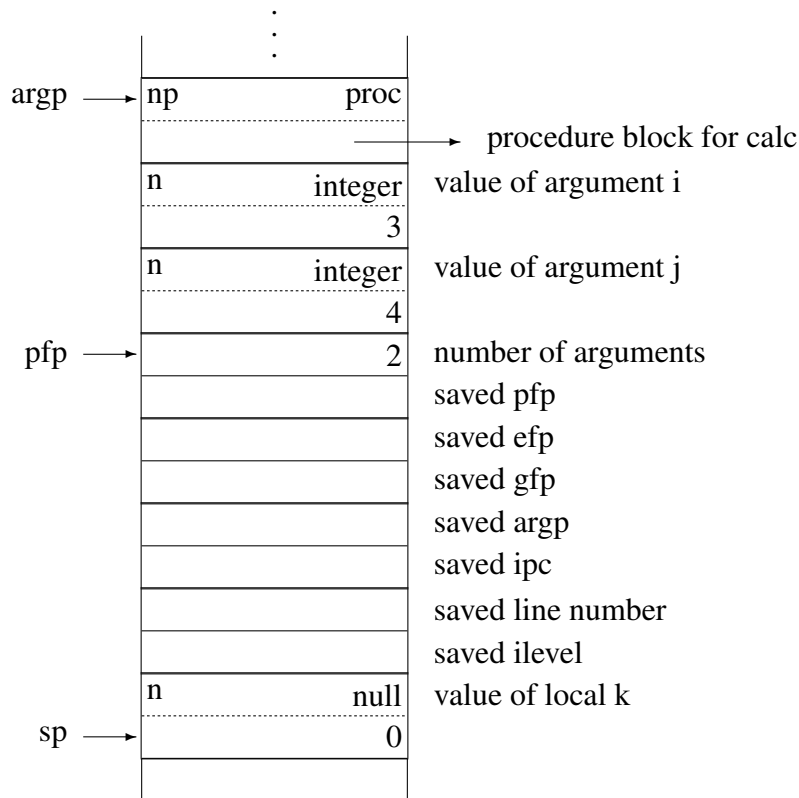 argp np proc
procedure block for calc
n integer value of argument i
3
n integer value of argument j
4
pfp 2 number of arguments
saved pfp
saved efp
saved gfp
saved argp
saved ipc
saved line number
saved ilevel
n null value of local k
sp 0